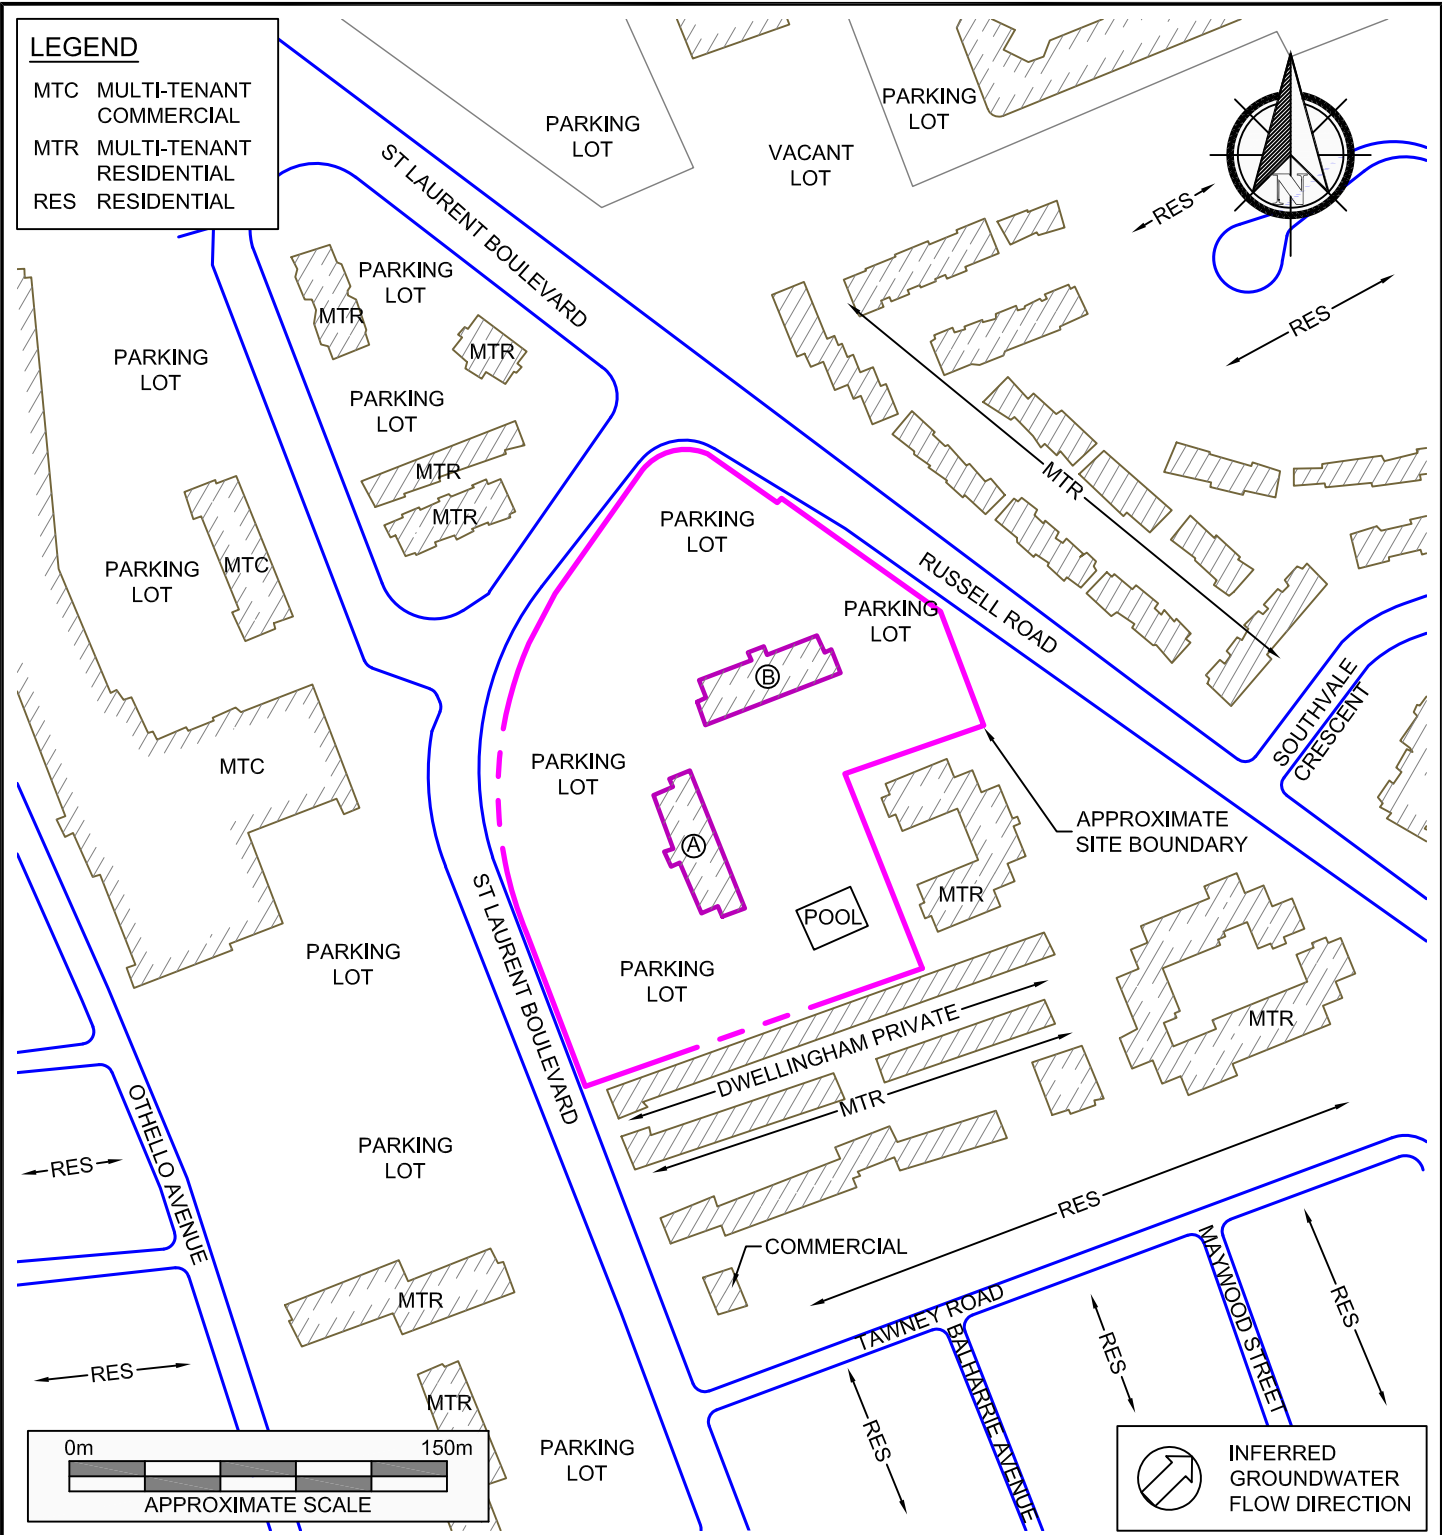 LEGEND
MTC MULTI-TENANT
COMMERCIAL
MTR MULTI-TENANT
RESIDENTIAL
RES RESIDENTIAL
PARKING
LOT
PARKING
LOT
VACANT
LOT
N
RES
RES
ST LAURENT BOULEVARD
PARKING
LOT
MTR
MTR
PARKING
LOT
PARKING
LOT
MTR
MTR
MTR
PARKING
LOT
MTC
PARKING
LOT
RUSSELL ROAD
PARKING
LOT
B
SOUTHVALE
CRESCENT
MTC
PARKING
LOT
A
APPROXIMATE
SITE BOUNDARY
MTR
POOL
PARKING
LOT
PARKING
LOT
ST LAURENT BOULEVARD
MTR
DWELLINGHAM PRIVATE
MTR
OTHELLO AVENUE
PARKING
LOT
RES
RES
COMMERCIAL
MTR
TAWNEY ROAD
MAYWOOD STREET
RES
RES
RES
BALHARRIE AVENUE
RES
MTR
PARKING
LOT
0m 150m
APPROXIMATE SCALE
INFERRED
GROUNDWATER
FLOW DIRECTION